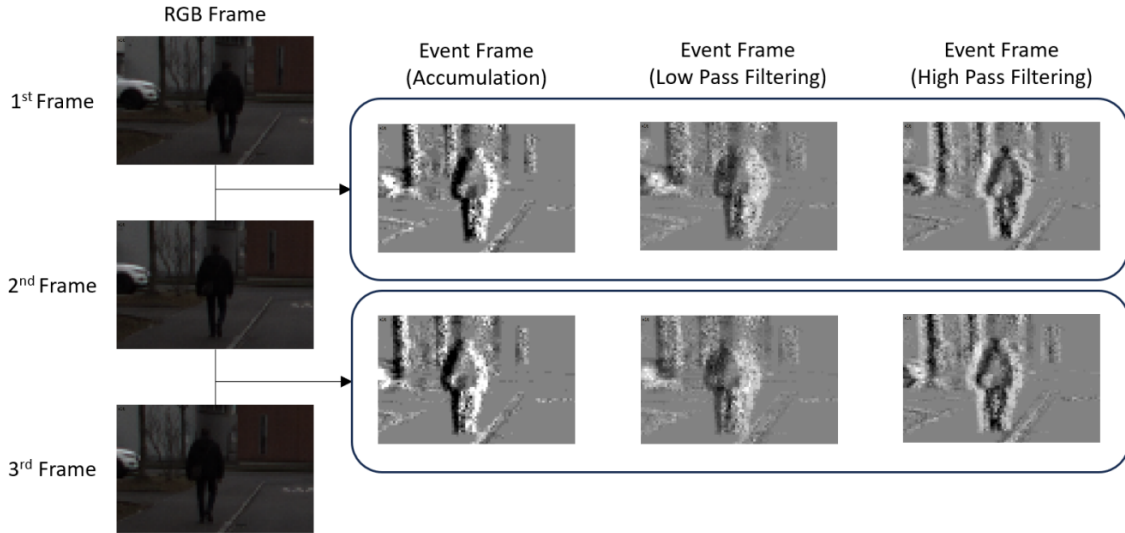 RGB Frame
Event Frame
(Accumulation)
Event Frame
(Low Pass Filtering)
Event Frame
(High Pass Filtering)
1st Frame
2nd Frame
3rd Frame